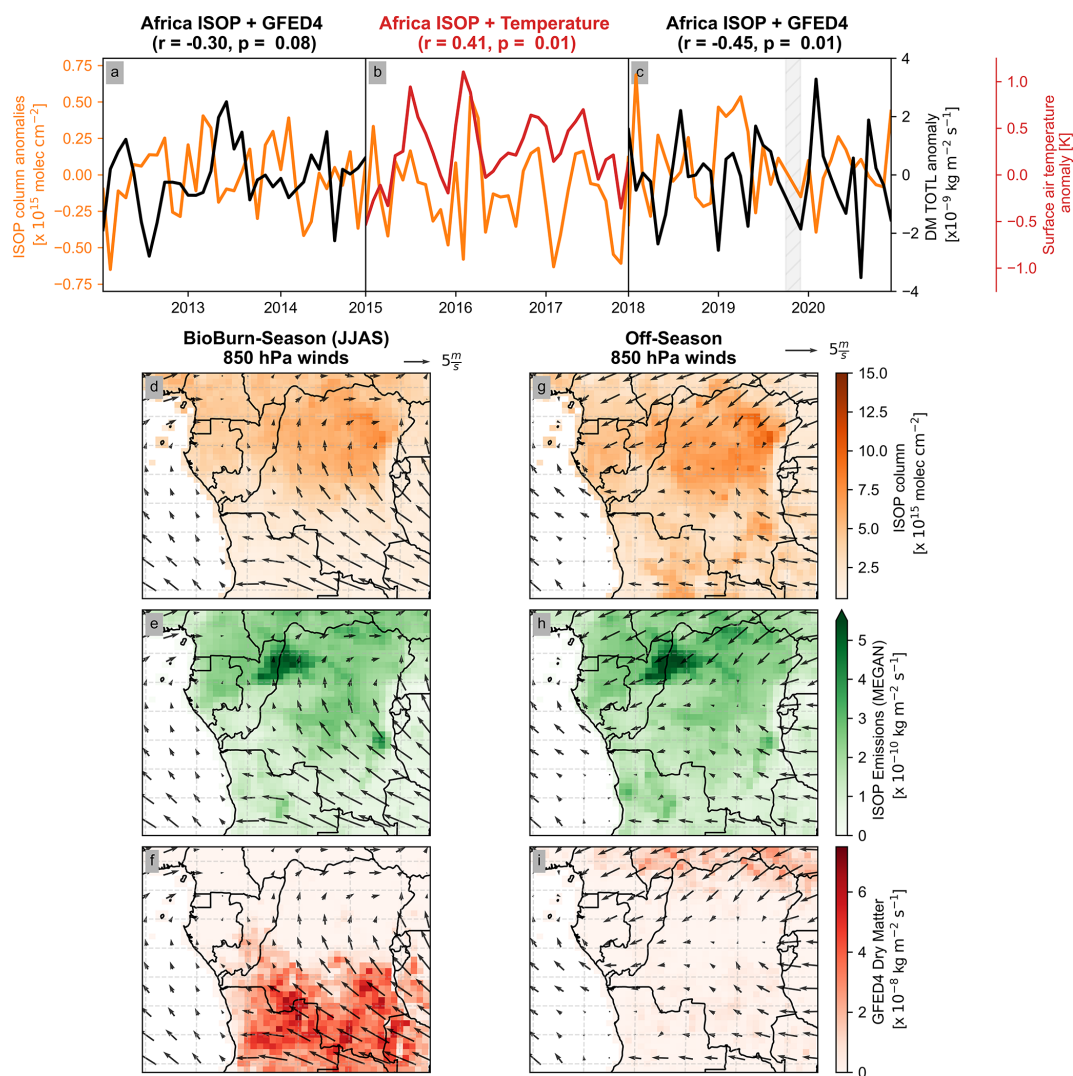 Africa ISOP + GFED4
(r = -0.30, p = 0.08)
Africa ISOP + Temperature
(r = 0.41, p = 0.01)
Africa ISOP + GFED4
(r = -0.45, p = 0.01)
a
b
c
ISOP column anomalies
[x 10^15 molec cm^−2]
0.75
0.50
0.25
0.00
−0.25
−0.50
−0.75
4
2
0
−2
−4
DM TOTL anomaly
[x10^−9 kg m^−2 s^−1]
1.0
0.5
0.0
−0.5
−1.0
Surface air temperature
anomaly [K]
2013
2014
2015
2016
2017
2018
2019
2020
BioBurn-Season (JJAS)
850 hPa winds
5 m/s
Off-Season
850 hPa winds
5 m/s
d
g
15.0
12.5
10.0
7.5
5.0
2.5
ISOP column
[x 10^15 molec cm^−2]
e
h
5
4
3
2
1
0
ISOP Emissions (MEGAN)
[x 10^−10 kg m^−2 s^−1]
f
i
6
4
2
0
GFED4 Dry Matter
[x 10^−8 kg m^−2 s^−1]